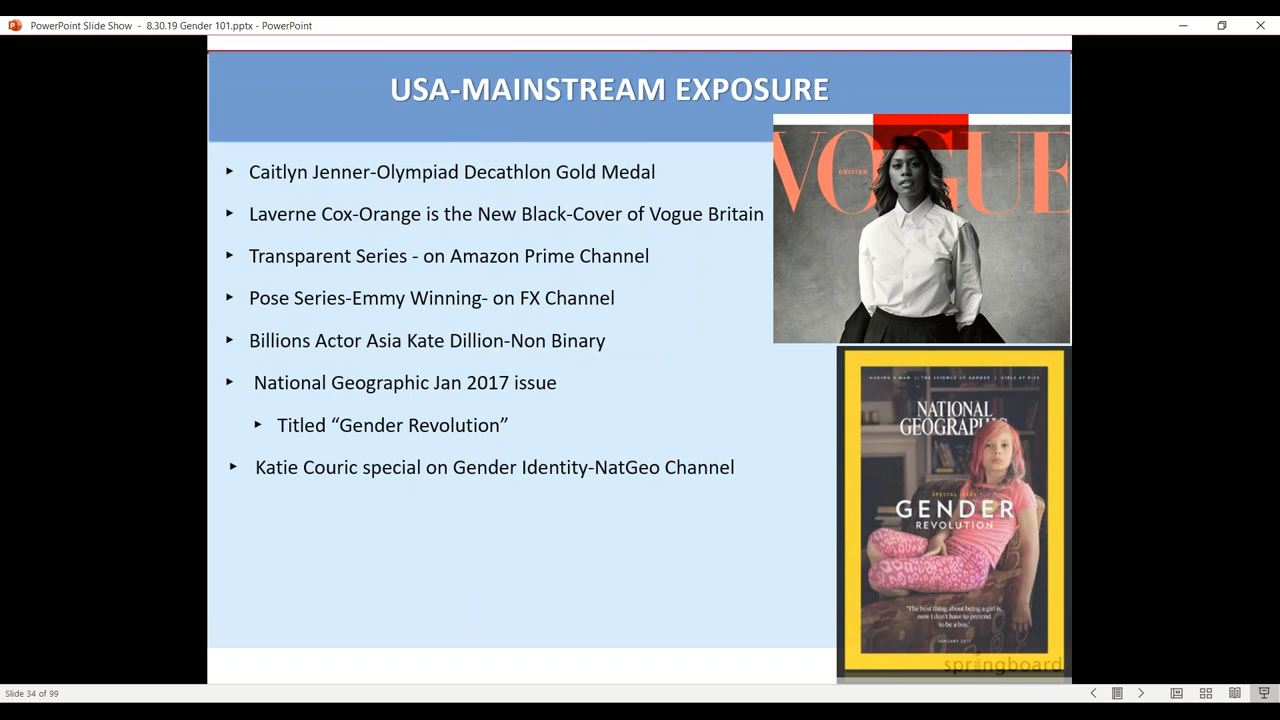 PowerPoint Slide Show - 8.30.19 Gender 101.pptx - PowerPoint
USA-MAINSTREAM EXPOSURE
Caitlyn Jenner-Olympiad Decathlon Gold Medal
Laverne Cox-Orange is the New Black-Cover of Vogue Britain
Transparent Series - on Amazon Prime Channel
Pose Series-Emmy Winning- on FX Channel
Billions Actor Asia Kate Dillion-Non Binary
National Geographic Jan 2017 issue
Titled “Gender Revolution”
Katie Couric special on Gender Identity-NatGeo Channel
VOGUE
BRITISH
MAKING A MAN | THE SCIENCE OF GENDER | GIRLS AT RISK
NATIONAL
GEOGRAPHIC
SPECIAL ISSUE
GENDER
REVOLUTION
"The best thing about being a girl is,
now I don't have to pretend
to be a boy."
JANUARY 2017
springboard
Slide 34 of 99